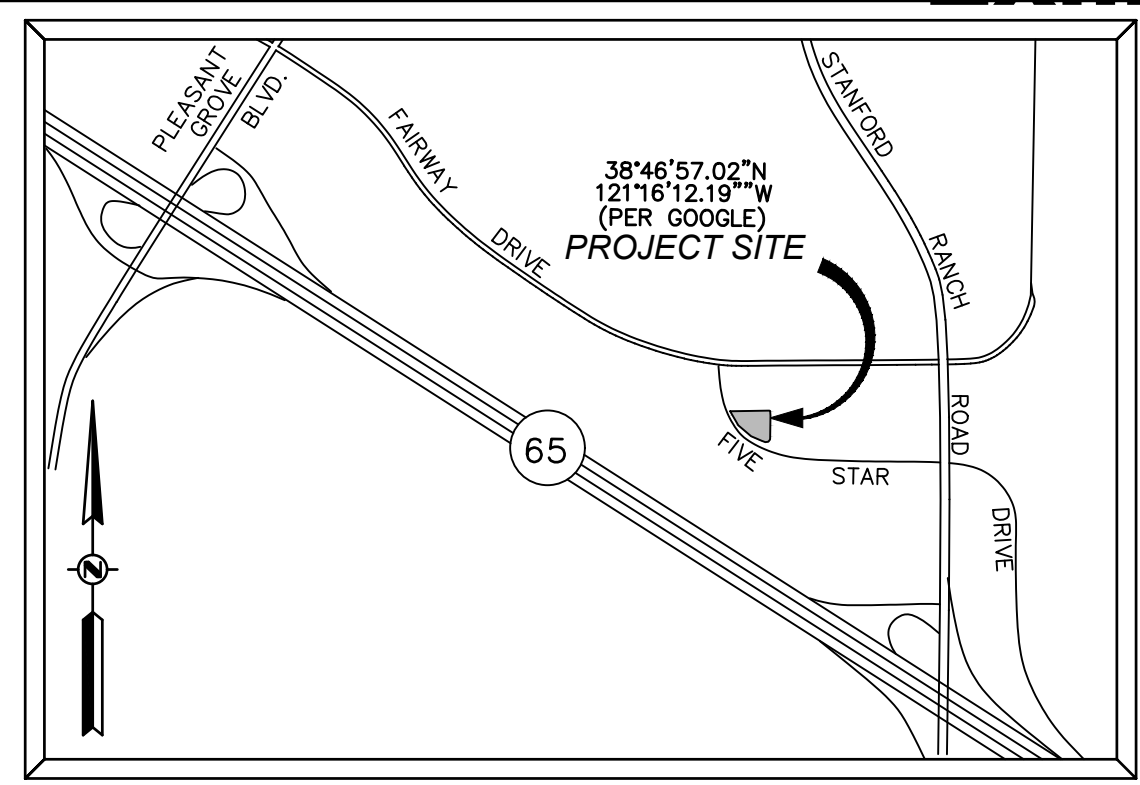 PLEASANT
GROVE
BLVD.
FAIRWAY
DRIVE
STANFORD
RANCH
ROAD
38°46'57.02"N
121°16'12.19""W
(PER GOOGLE)
PROJECT SITE
65
FIVE
STAR
DRIVE
N